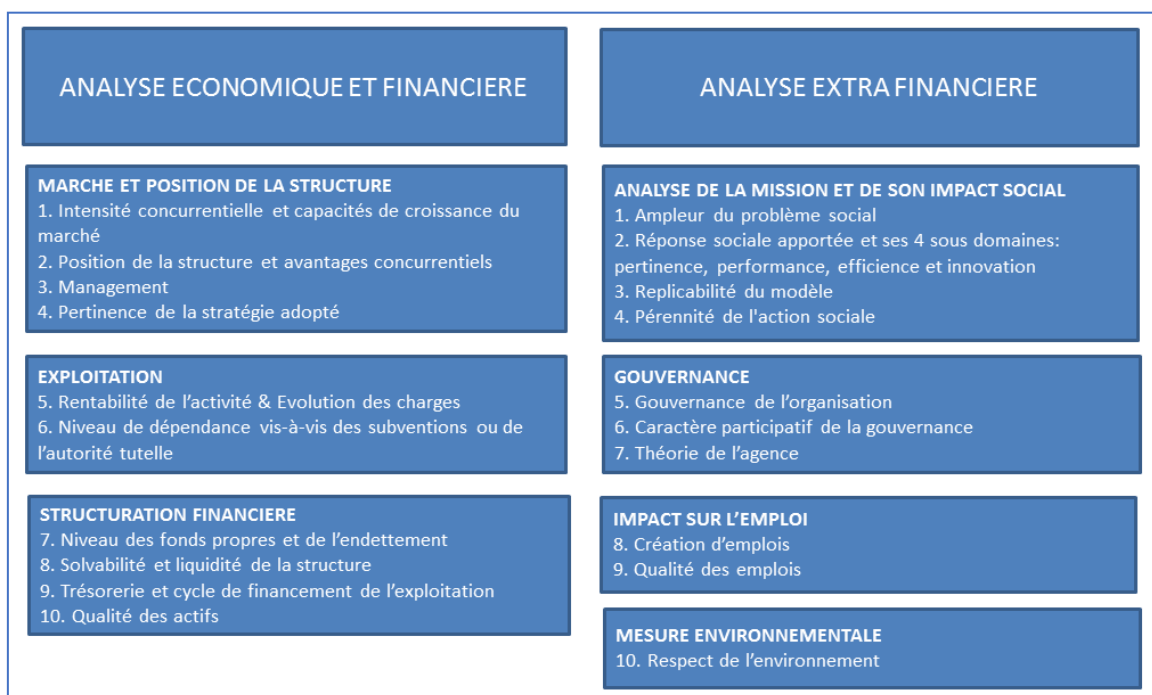 ANALYSE ECONOMIQUE ET FINANCIERE
MARCHE ET POSITION DE LA STRUCTURE
1. Intensité concurrentielle et capacités de croissance du
marché
2. Position de la structure et avantages concurrentiels
3. Management
4. Pertinence de la stratégie adopté
EXPLOITATION
5. Rentabilité de l’activité & Evolution des charges
6. Niveau de dépendance vis-à-vis des subventions ou de
l’autorité tutelle
STRUCTURATION FINANCIERE
7. Niveau des fonds propres et de l’endettement
8. Solvabilité et liquidité de la structure
9. Trésorerie et cycle de financement de l’exploitation
10. Qualité des actifs
ANALYSE EXTRA FINANCIERE
ANALYSE DE LA MISSION ET DE SON IMPACT SOCIAL
1. Ampleur du problème social
2. Réponse sociale apportée et ses 4 sous domaines:
pertinence, performance, efficience et innovation
3. Replicabilité du modèle
4. Pérennité de l'action sociale
GOUVERNANCE
5. Gouvernance de l’organisation
6. Caractère participatif de la gouvernance
7. Théorie de l’agence
IMPACT SUR L’EMPLOI
8. Création d’emplois
9. Qualité des emplois
MESURE ENVIRONNEMENTALE
10. Respect de l’environnement